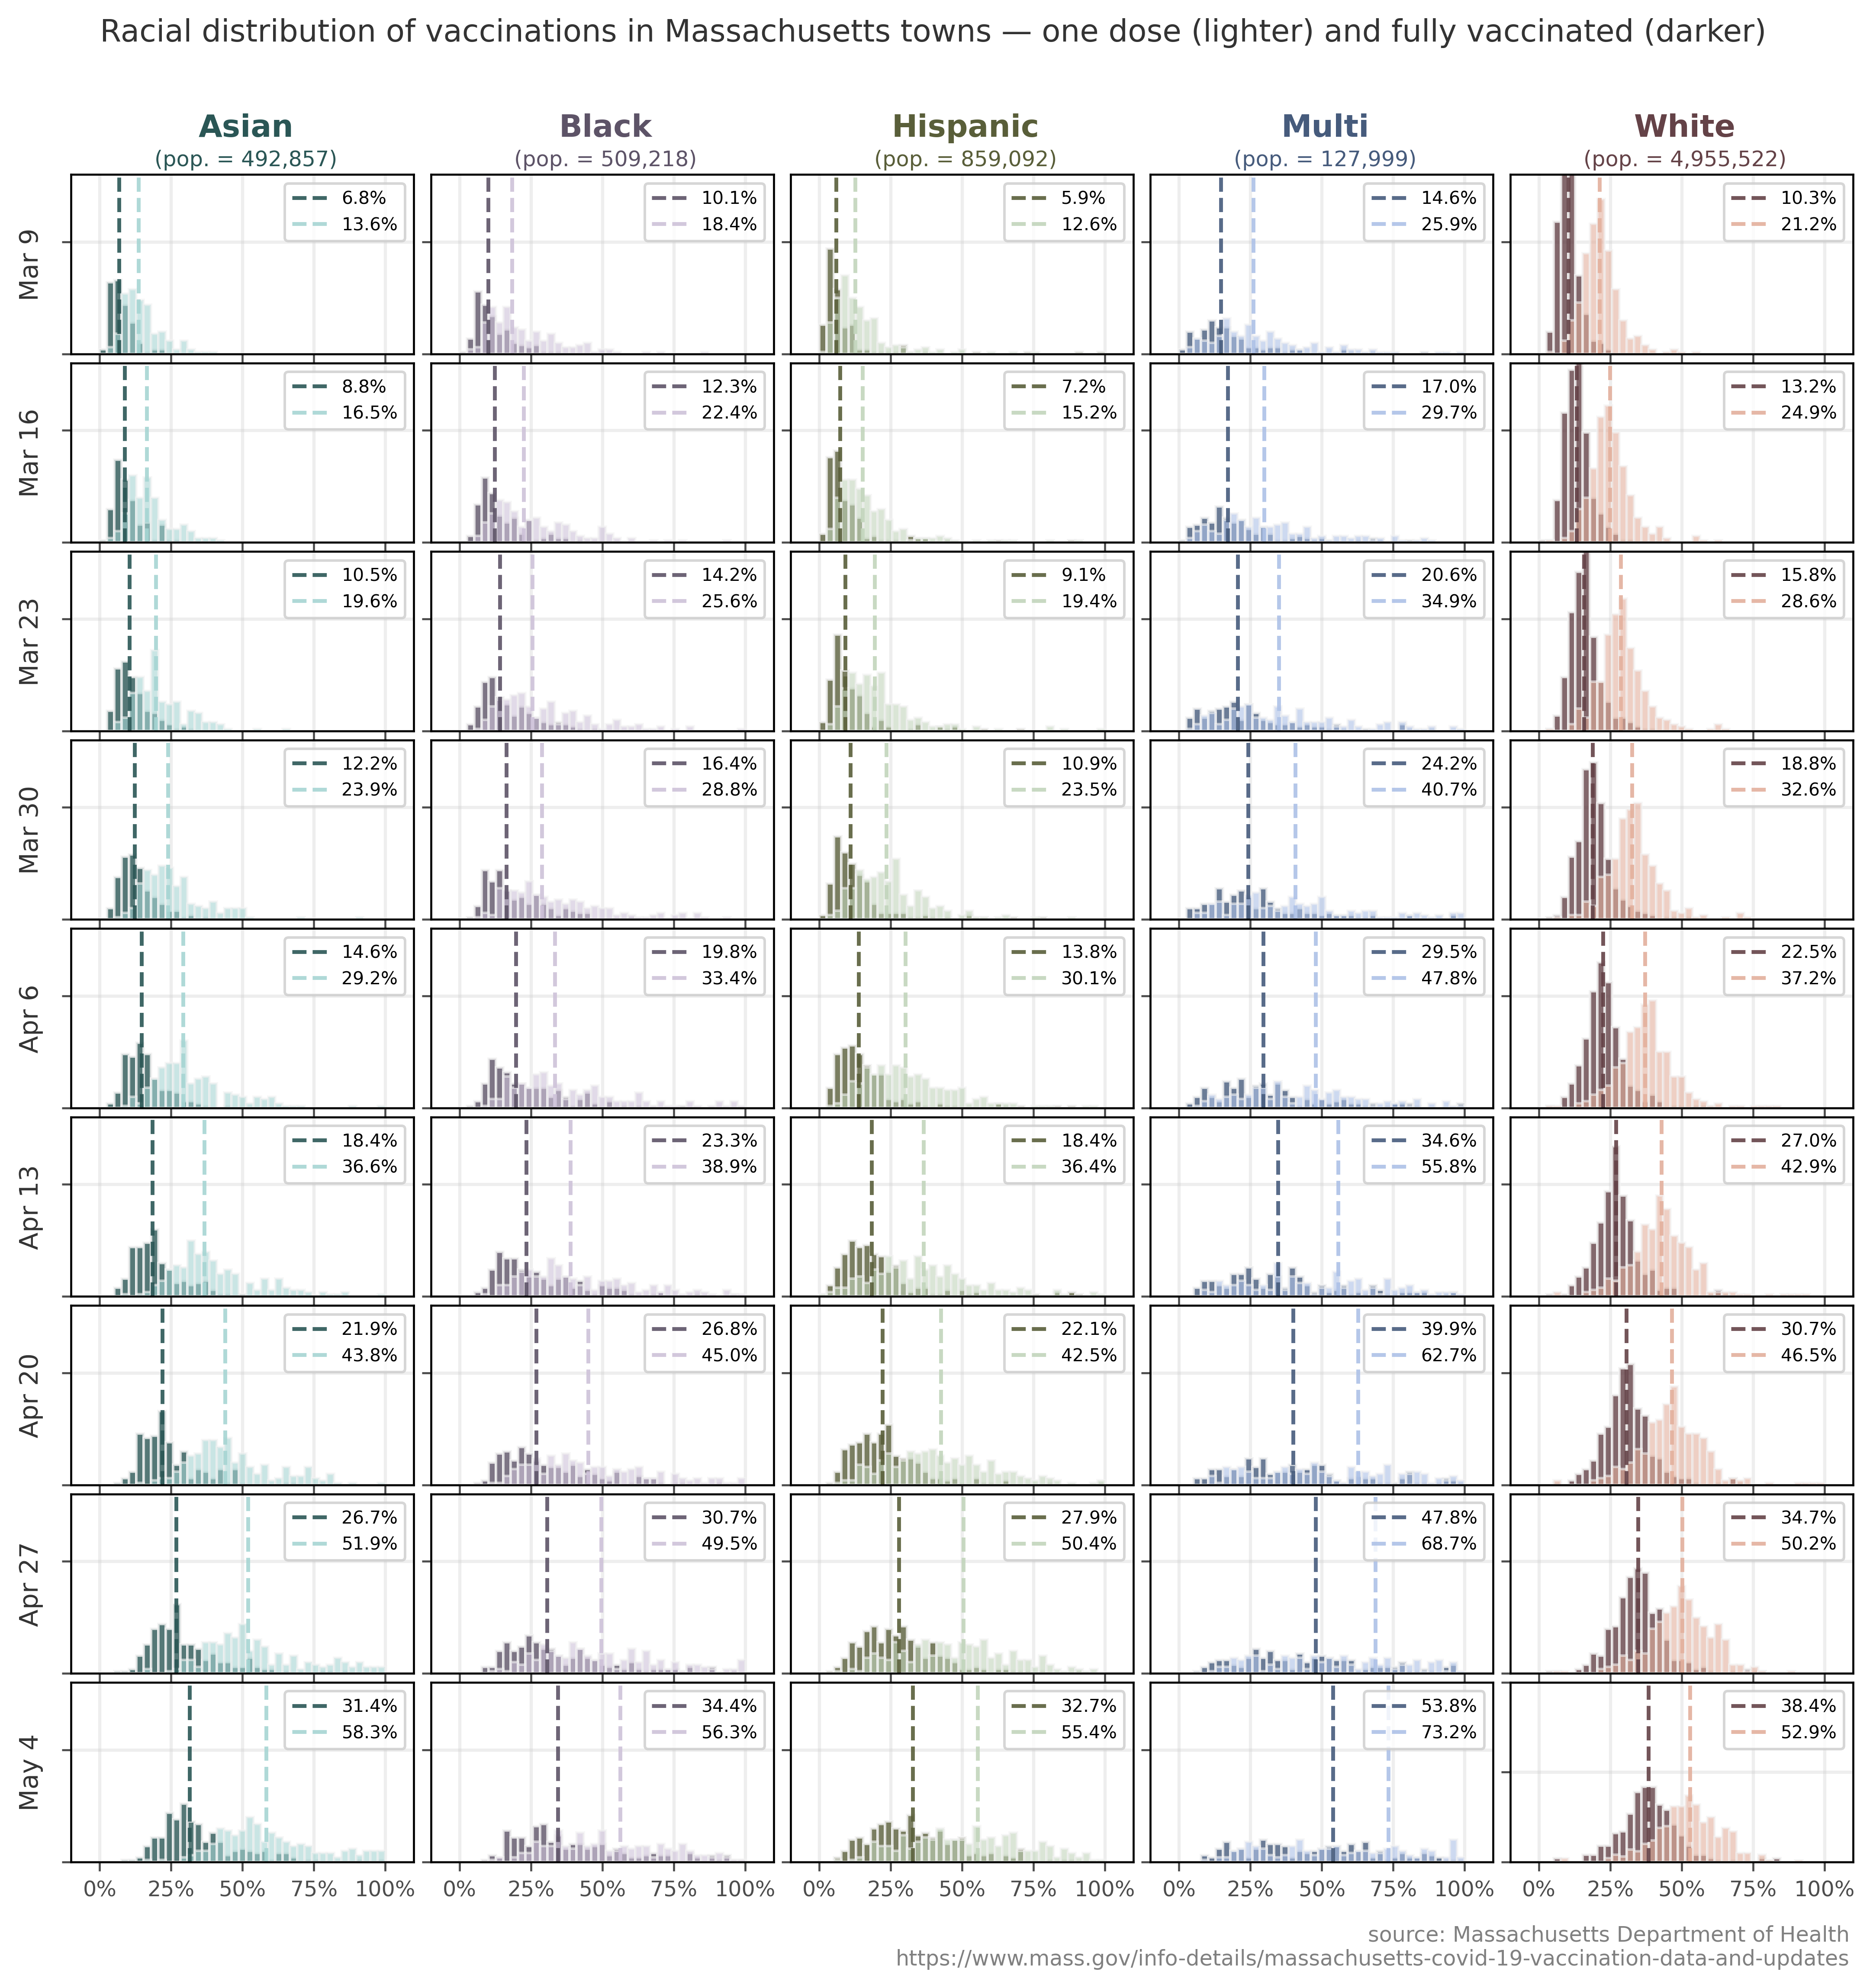 Racial distribution of vaccinations in Massachusetts towns — one dose (lighter) and fully vaccinated (darker)
Asian Black Hispanic Multi White
(pop. = 492,857) (pop. = 509,218) (pop. = 859,092) (pop. = 127,999) (pop. = 4,955,522)
Mar 9
6.8% 10.1% 5.9% 14.6% 10.3%
13.6% 18.4% 12.6% 25.9% 21.2%
Mar 16
8.8% 12.3% 7.2% 17.0% 13.2%
16.5% 22.4% 15.2% 29.7% 24.9%
Mar 23
10.5% 14.2% 9.1% 20.6% 15.8%
19.6% 25.6% 19.4% 34.9% 28.6%
Mar 30
12.2% 16.4% 10.9% 24.2% 18.8%
23.9% 28.8% 23.5% 40.7% 32.6%
Apr 6
14.6% 19.8% 13.8% 29.5% 22.5%
29.2% 33.4% 30.1% 47.8% 37.2%
Apr 13
18.4% 23.3% 18.4% 34.6% 27.0%
36.6% 38.9% 36.4% 55.8% 42.9%
Apr 20
21.9% 26.8% 22.1% 39.9% 30.7%
43.8% 45.0% 42.5% 62.7% 46.5%
Apr 27
26.7% 30.7% 27.9% 47.8% 34.7%
51.9% 49.5% 50.4% 68.7% 50.2%
May 4
31.4% 34.4% 32.7% 53.8% 38.4%
58.3% 56.3% 55.4% 73.2% 52.9%
0% 25% 50% 75% 100% 0% 25% 50% 75% 100% 0% 25% 50% 75% 100% 0% 25% 50% 75% 100% 0% 25% 50% 75% 100%
source: Massachusetts Department of Health
https://www.mass.gov/info-details/massachusetts-covid-19-vaccination-data-and-updates